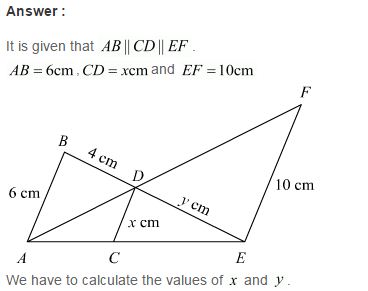 Answer :
It is given that AB || CD || EF .
AB = 6cm , CD = xcm and EF = 10cm
F
B
4 cm
D
6 cm
y cm
10 cm
x cm
A
C
E
We have to calculate the values of x and y .